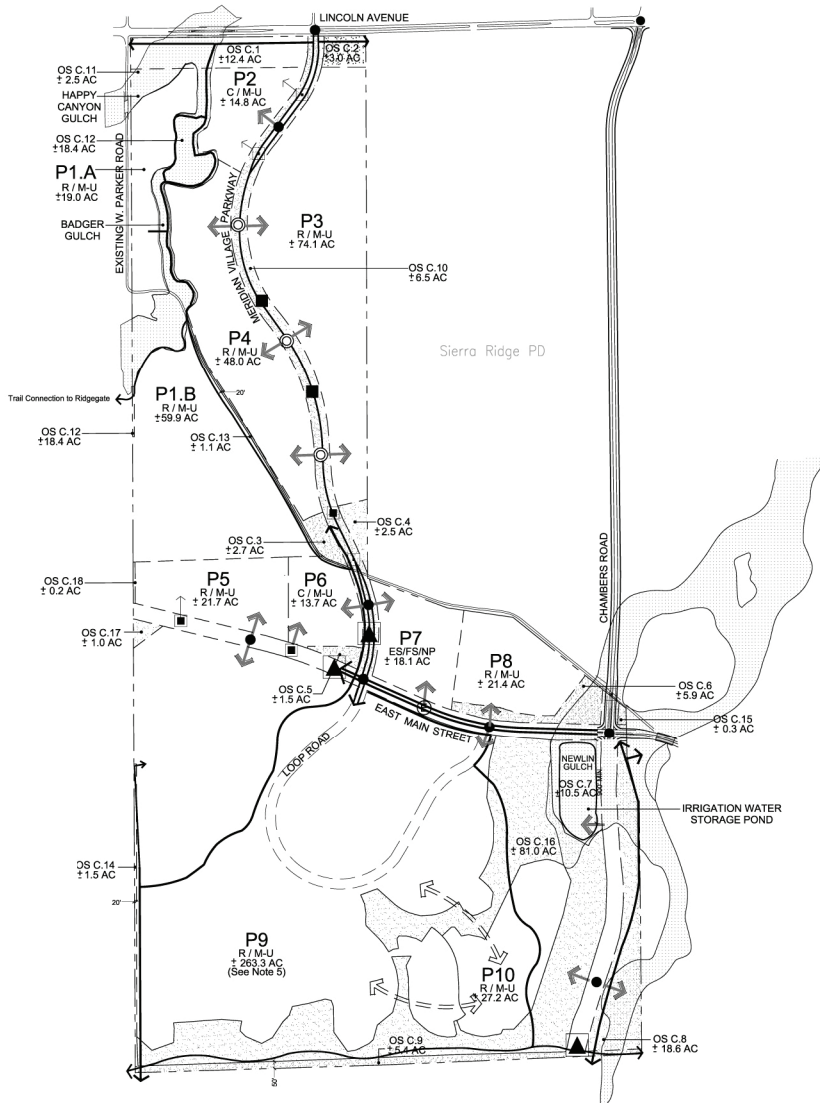 LINCOLN AVENUE
OS C.1
±12.4 AC
OS C.2
±3.0 AC
OS C.11
± 2.5 AC
P2
C / M-U
± 14.8 AC
HAPPY
CANYON
GULCH
OS C.12
±18.4 AC
P1.A
R / M-U
±19.0 AC
EXISTING W. PARKER ROAD
BADGER
GULCH
MERIDIAN VILLAGE PARKWAY
P3
R / M-U
± 74.1 AC
OS C.10
±6.5 AC
P4
R / M-U
± 48.0 AC
Sierra Ridge PD
20'
P1.B
R / M-U
±59.9 AC
Trail Connection to Ridgegate
OS C.12
±18.4 AC
OS C.13
± 1.1 AC
OS C.4
± 2.5 AC
OS C.3
± 2.7 AC
CHAMBERS ROAD
OS C.18
± 0.2 AC
P5
R / M-U
± 21.7 AC
P6
C / M-U
± 13.7 AC
OS C.17
± 1.0 AC
P7
ES/FS/NP
± 18.1 AC
P8
R / M-U
± 21.4 AC
OS C.6
±5.9 AC
OS C.5
±1.5 AC
OS C.15
± 0.3 AC
EAST MAIN STREET
LOOP ROAD
NEWLIN
GULCH
OS C.7
±10.5 AC
IRRIGATION WATER
STORAGE POND
OS C.16
± 81.0 AC
OS C.14
± 1.5 AC
20'
P9
R / M-U
± 263.3 AC
(See Note 5)
P10
R / M-U
± 27.2 AC
OS C.9
±5.4 AC
OS C.8
± 18.6 AC
50'